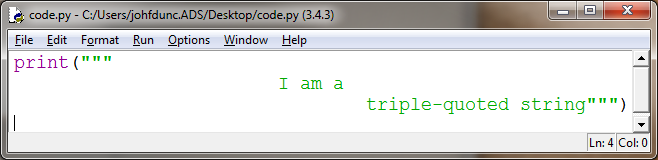 code.py - C:/Users/johfdunc.ADS/Desktop/code.py (3.4.3)
File Edit Format Run Options Window Help
print("""
I am a
triple-quoted string""")
Ln: 4 Col: 0